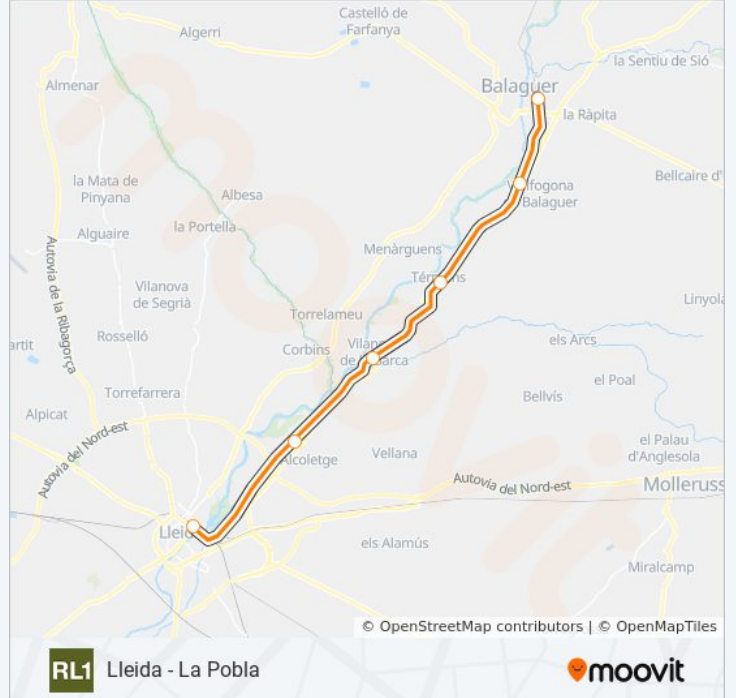 Castelló de
Farfanya
Algerri
la Sentiu de Sió
Almenar
Balaguer
la Ràpita
la Mata de
Pinyana
Albesa
Bellcaire d'
Balaguer
la Portella
Alguaire
Menàrguens
Autovia de la Ribagorça
Vilanova
de Segrià
Torrelameu
Linyola
Rosselló
Corbins
els Arcs
el Poal
Torrefarrera
Bellvís
Alpicat
el Palau
d'Anglesola
Autovia del Nord-est
Alcoletge
Vellana
Autovía del Nord-est
Molleruss
els Alamús
Miralcamp
© OpenStreetMap contributors | © OpenMapTiles
RL1 Lleida - La Pobla
moovit